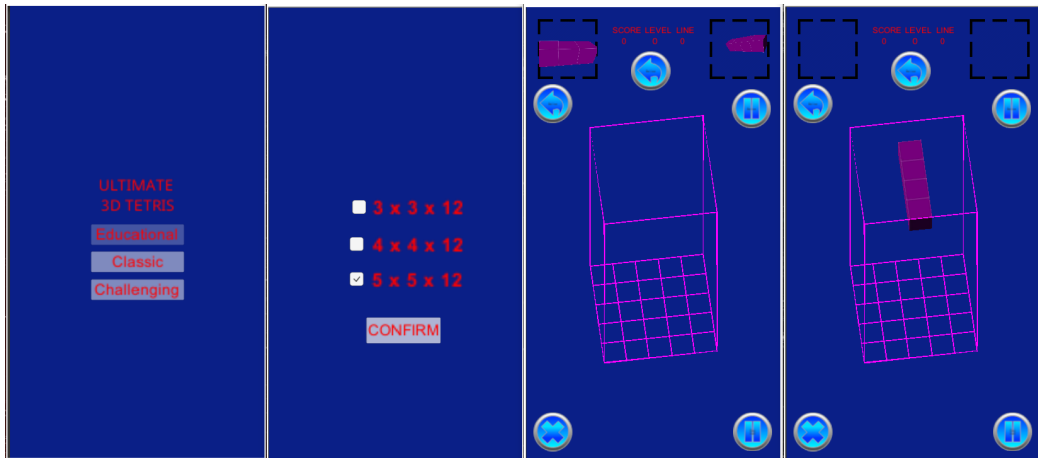 ULTIMATE
3D TETRIS
Educational
Classic
Challenging
3 x 3 x 12
4 x 4 x 12
5 x 5 x 12
CONFIRM
SCORE LEVEL LINE
0 0 0
SCORE LEVEL LINE
0 0 0